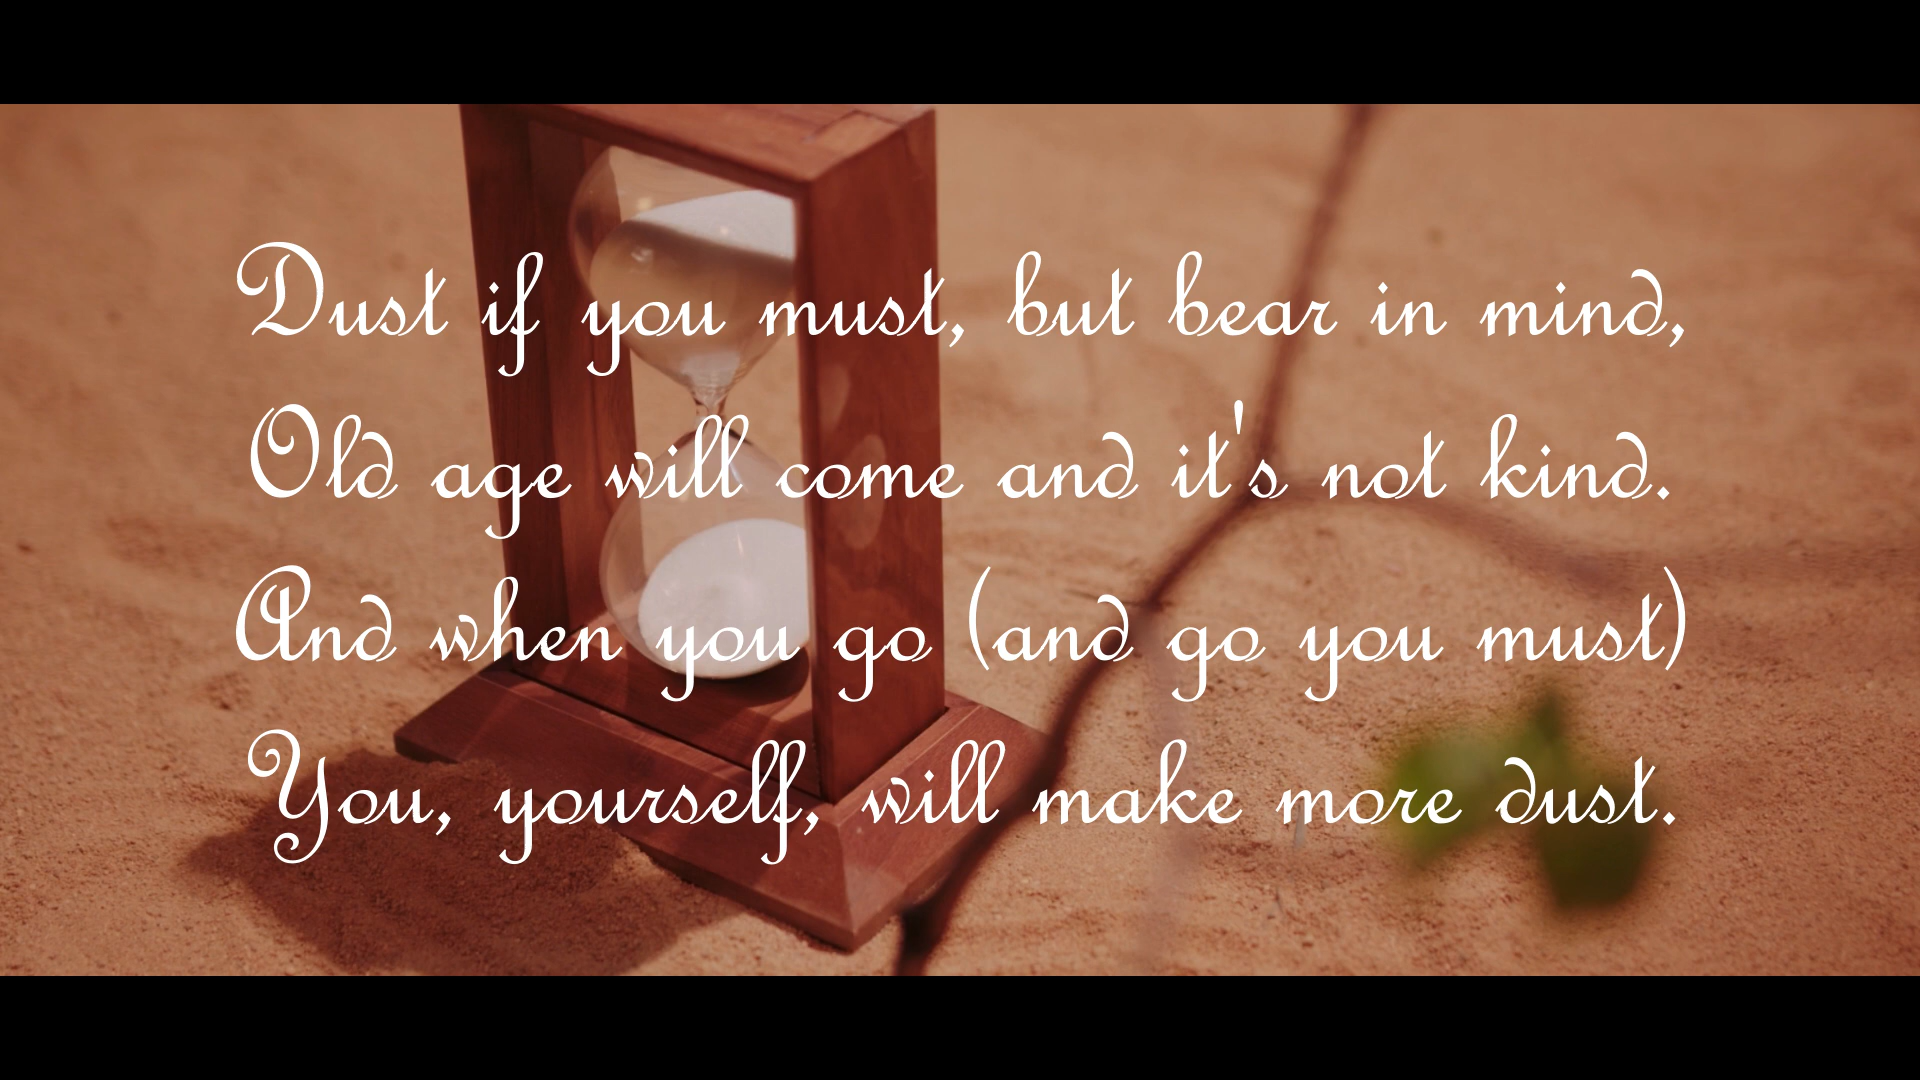 Dust if you must, but bear in mind,
Old age will come and it's not kind.
And when you go (and go you must)
You, yourself, will make more dust.